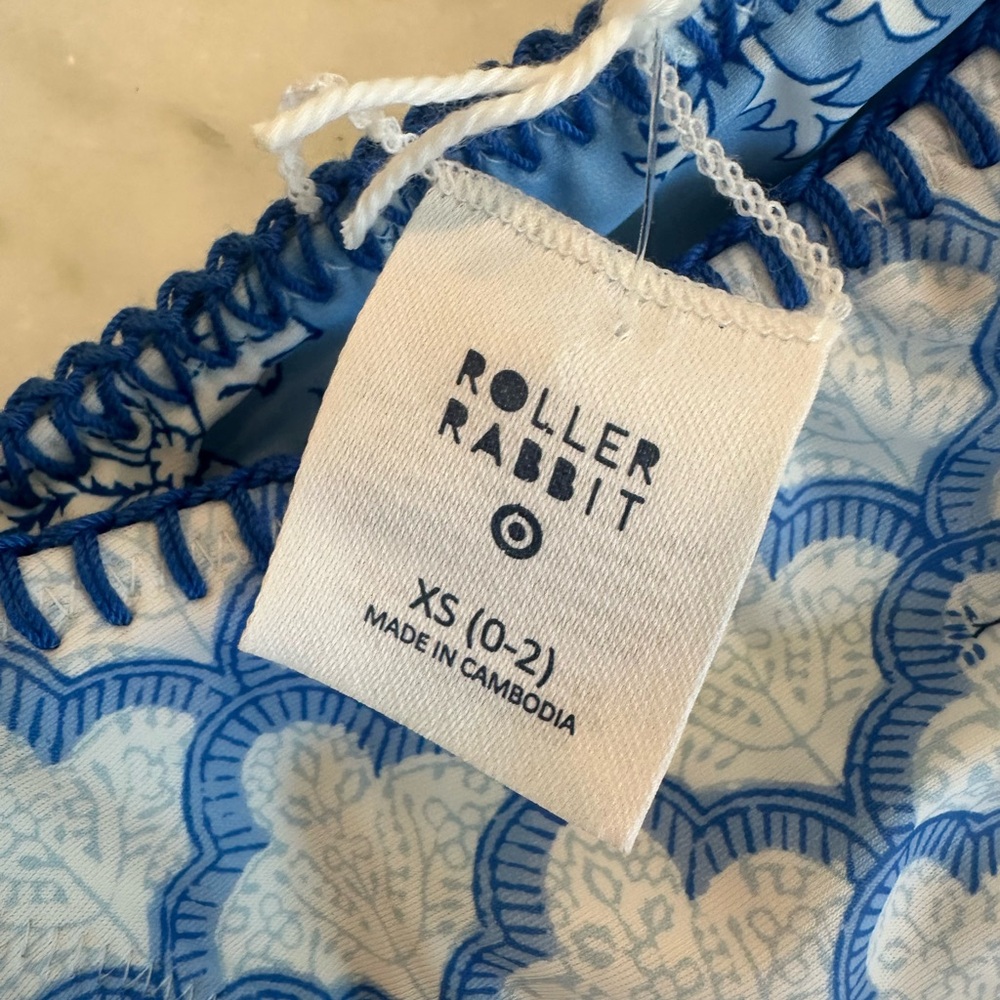 ROLLER
RABBIT
XS (0-2)
MADE IN CAMBODIA